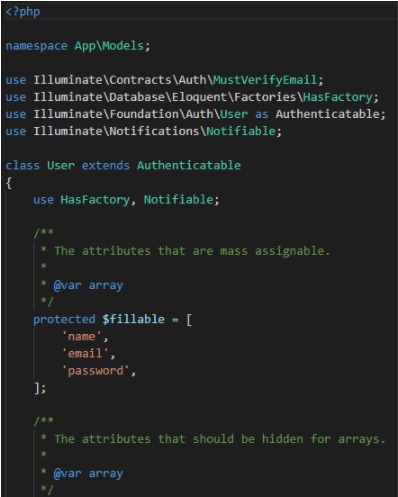 <?php
namespace App\Models;
use Illuminate\Contracts\Auth\MustVerifyEmail;
use Illuminate\Database\Eloquent\Factories\HasFactory;
use Illuminate\Foundation\Auth\User as Authenticatable;
use Illuminate\Notifications\Notifiable;
class User extends Authenticatable
{
    use HasFactory, Notifiable;
    /**
     * The attributes that are mass assignable.
     *
     * @var array
     */
    protected $fillable = [
        'name',
        'email',
        'password',
    ];
    /**
     * The attributes that should be hidden for arrays.
     *
     * @var array
     */